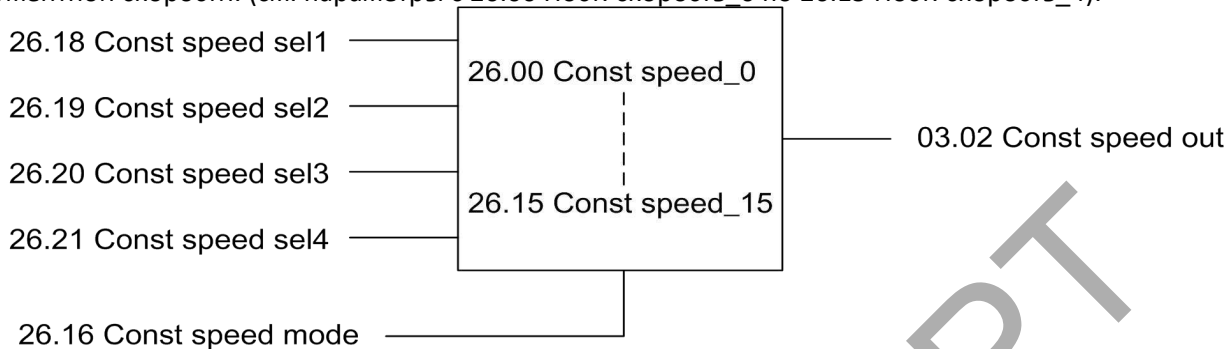 26.18 Const speed sel1
26.00 Const speed_0
26.19 Const speed sel2
03.02 Const speed out
26.20 Const speed sel3
26.15 Const speed_15
26.21 Const speed sel4
26.16 Const speed mode
PT